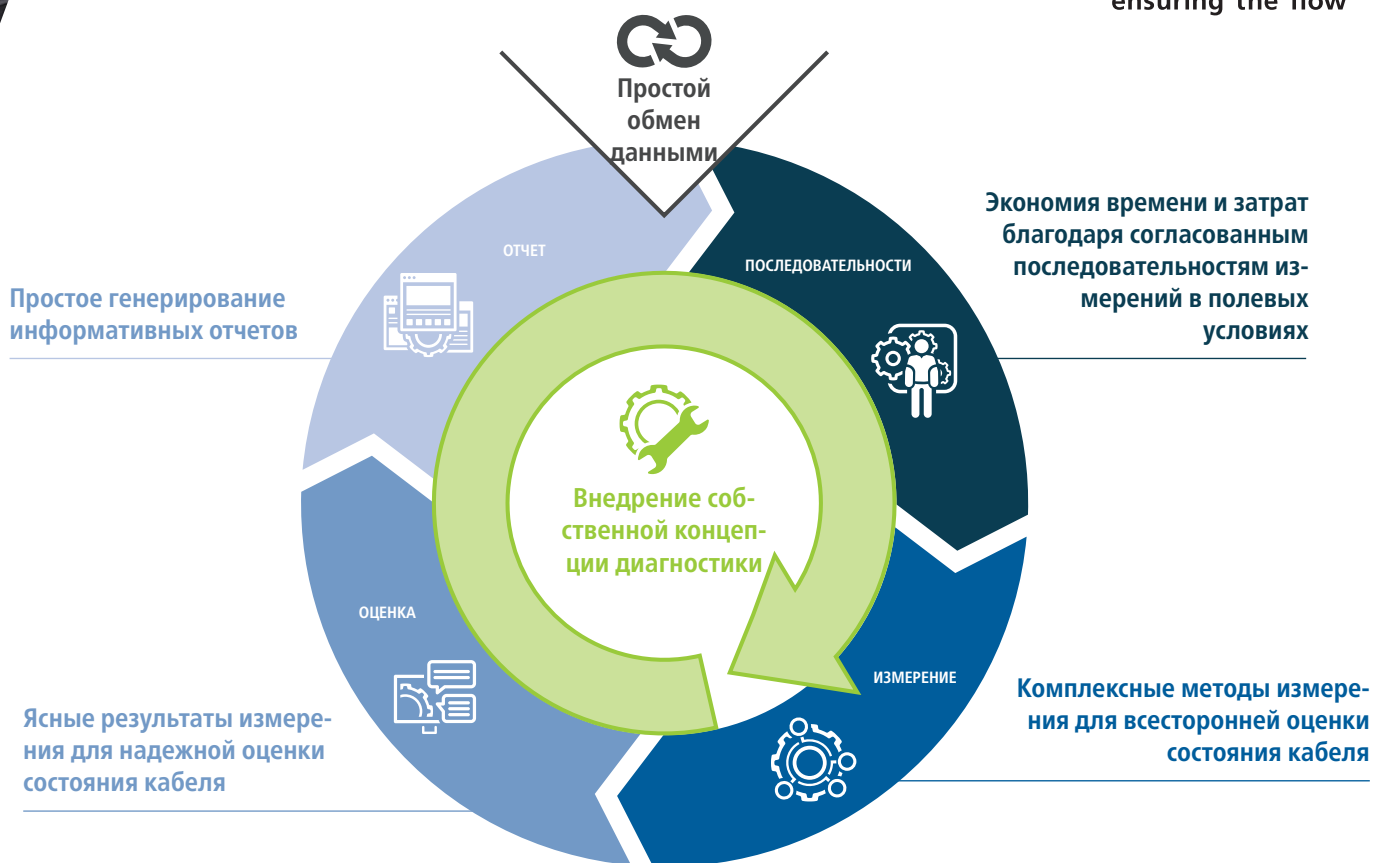 ensuring the flow
Простой
обмен
данными
Экономия времени и затрат
благодаря согласованным
последовательностям из-
мерений в полевых
условиях
ОТЧЕТ
ПОСЛЕДОВАТЕЛЬНОСТИ
Простое генерирование
информативных отчетов
Внедрение соб-
ственной концеп-
ции диагностики
ОЦЕНКА
ИЗМЕРЕНИЕ
Ясные результаты измере-
ния для надежной оценки
состояния кабеля
Комплексные методы измере-
ния для всесторонней оценки
состояния кабеля